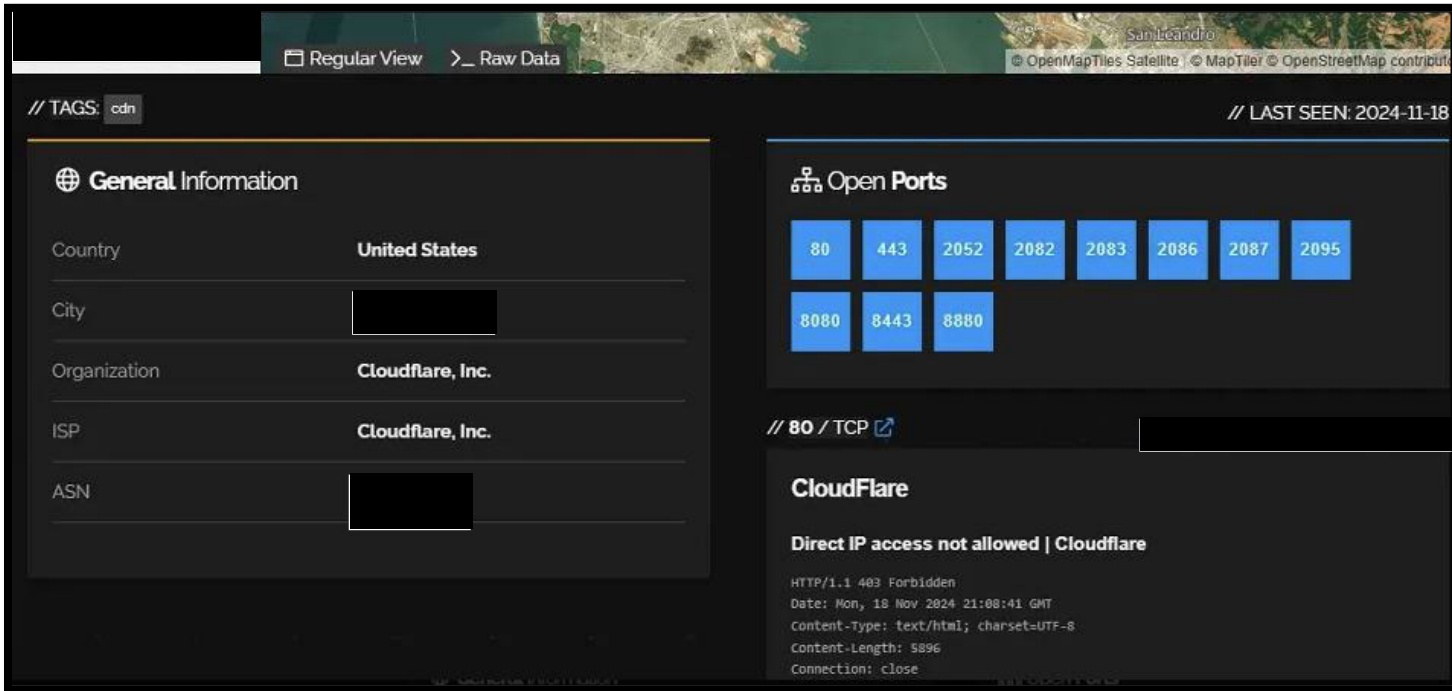 San Leandro
Regular View >_ Raw Data
© OpenMapTiles Satellite | © MapTiler © OpenStreetMap
// TAGS: cdn
// LAST SEEN: 2024-11-18
General Information
Country United States
City
Organization Cloudflare, Inc.
ISP Cloudflare, Inc.
ASN
Open Ports
80 443 2052 2082 2083 2086 2087 2095
8080 8443 8880
// 80 / TCP
CloudFlare
Direct IP access not allowed | Cloudflare
HTTP/1.1 403 Forbidden
Date: Mon, 18 Nov 2024 21:08:41 GMT
Content-Type: text/html; charset=UTF-8
Content-Length: 5896
Connection: close